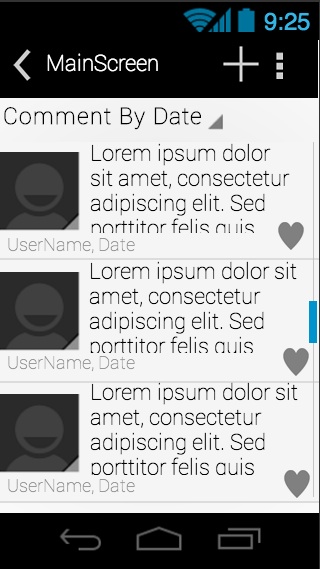 9:25
MainScreen
Comment By Date
Lorem ipsum dolor
sit amet, consectetur
adipiscing elit. Sed
porttitor felis quis
UserName, Date
Lorem ipsum dolor sit
amet, consectetur
adipiscing elit. Sed
porttitor felis quis
UserName, Date
Lorem ipsum dolor sit
amet, consectetur
adipiscing elit. Sed
porttitor felis quis
UserName, Date